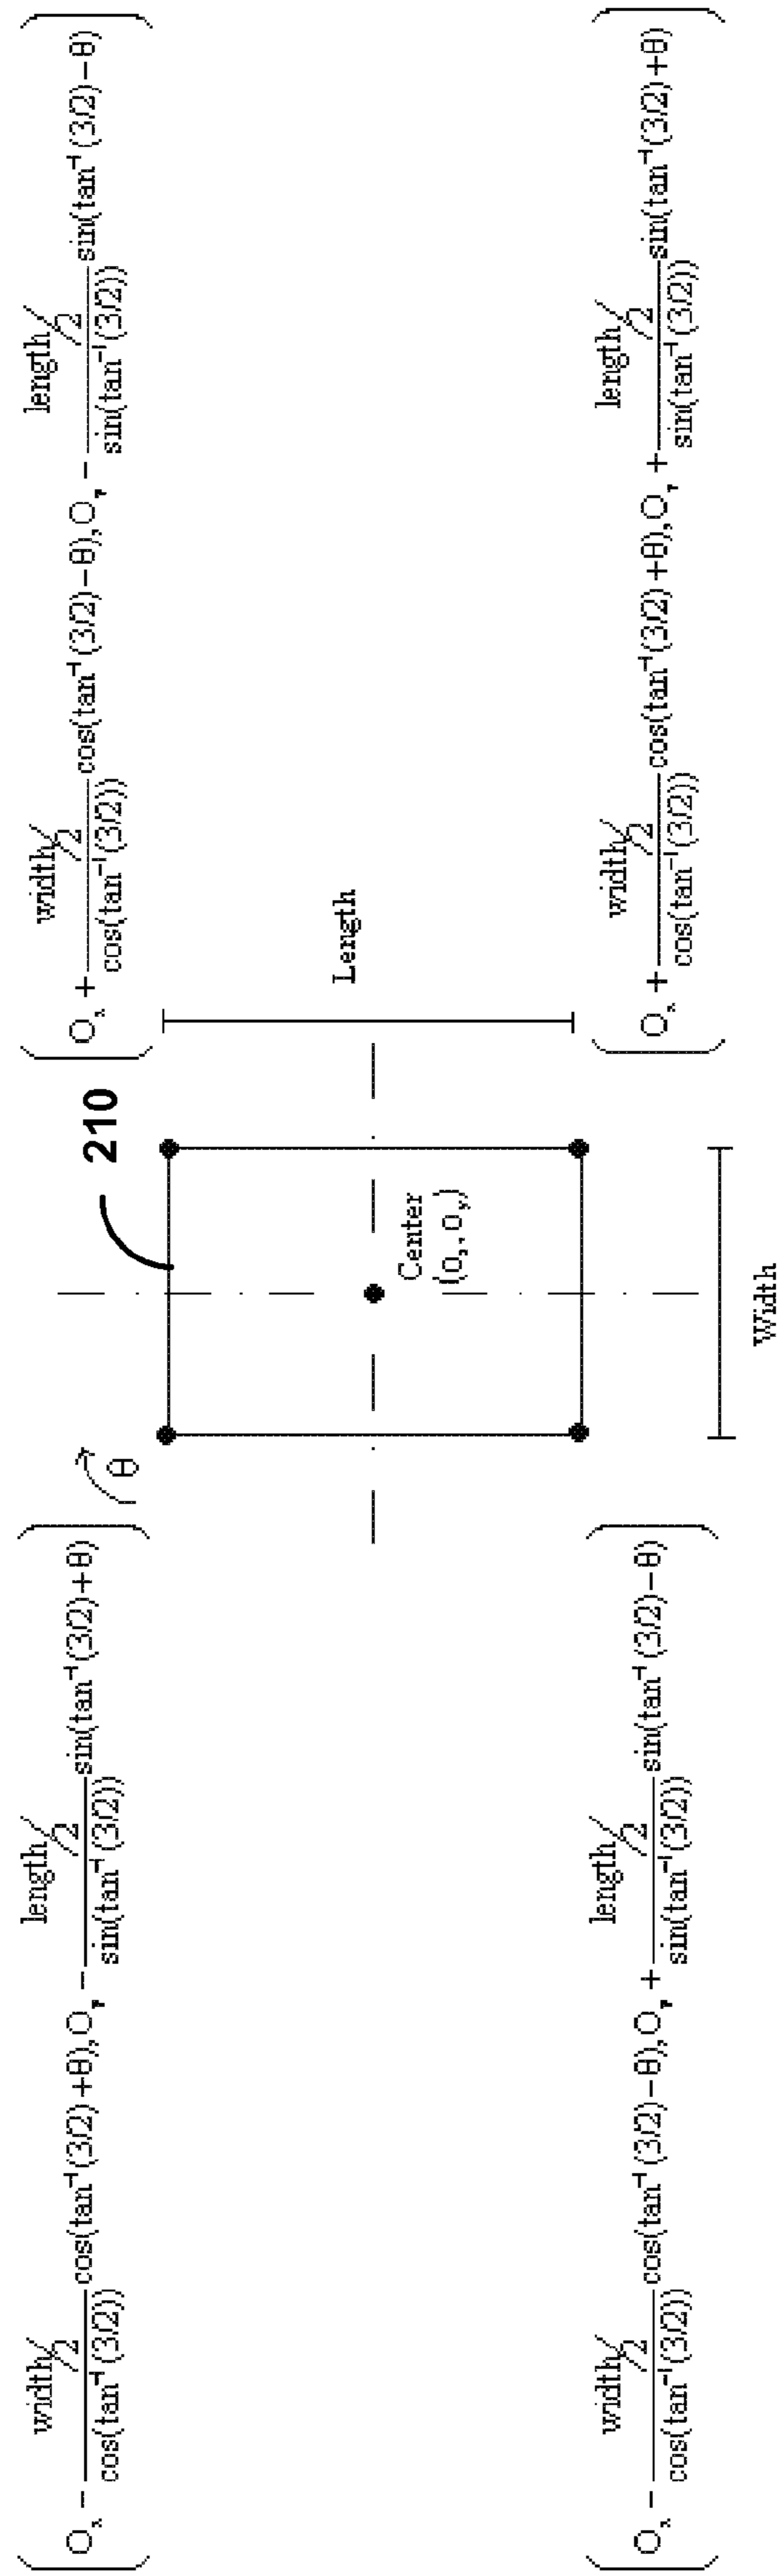 (Oₓ − width/2 / cos(tan⁻¹(3/2)) cos(tan⁻¹(3/2)+θ), Oᵧ − length/2 / sin(tan⁻¹(3/2)) sin(tan⁻¹(3/2)+θ))
(Oₓ + width/2 / cos(tan⁻¹(3/2)) cos(tan⁻¹(3/2)−θ), Oᵧ − length/2 / sin(tan⁻¹(3/2)) sin(tan⁻¹(3/2)−θ))
θ
210
Length
Center
(Oₓ, Oᵧ)
(Oₓ − width/2 / cos(tan⁻¹(3/2)) cos(tan⁻¹(3/2)−θ), Oᵧ + length/2 / sin(tan⁻¹(3/2)) sin(tan⁻¹(3/2)−θ))
(Oₓ + width/2 / cos(tan⁻¹(3/2)) cos(tan⁻¹(3/2)+θ), Oᵧ + length/2 / sin(tan⁻¹(3/2)) sin(tan⁻¹(3/2)+θ))
Width